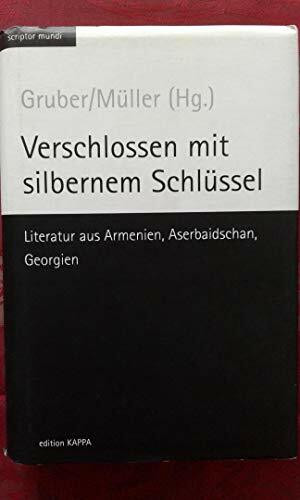 scriptor mundi
Gruber/Müller (Hg.)
Verschlossen mit
silbernem Schlüssel
Literatur aus Armenien, Aserbaidschan,
Georgien
edition KAPPA